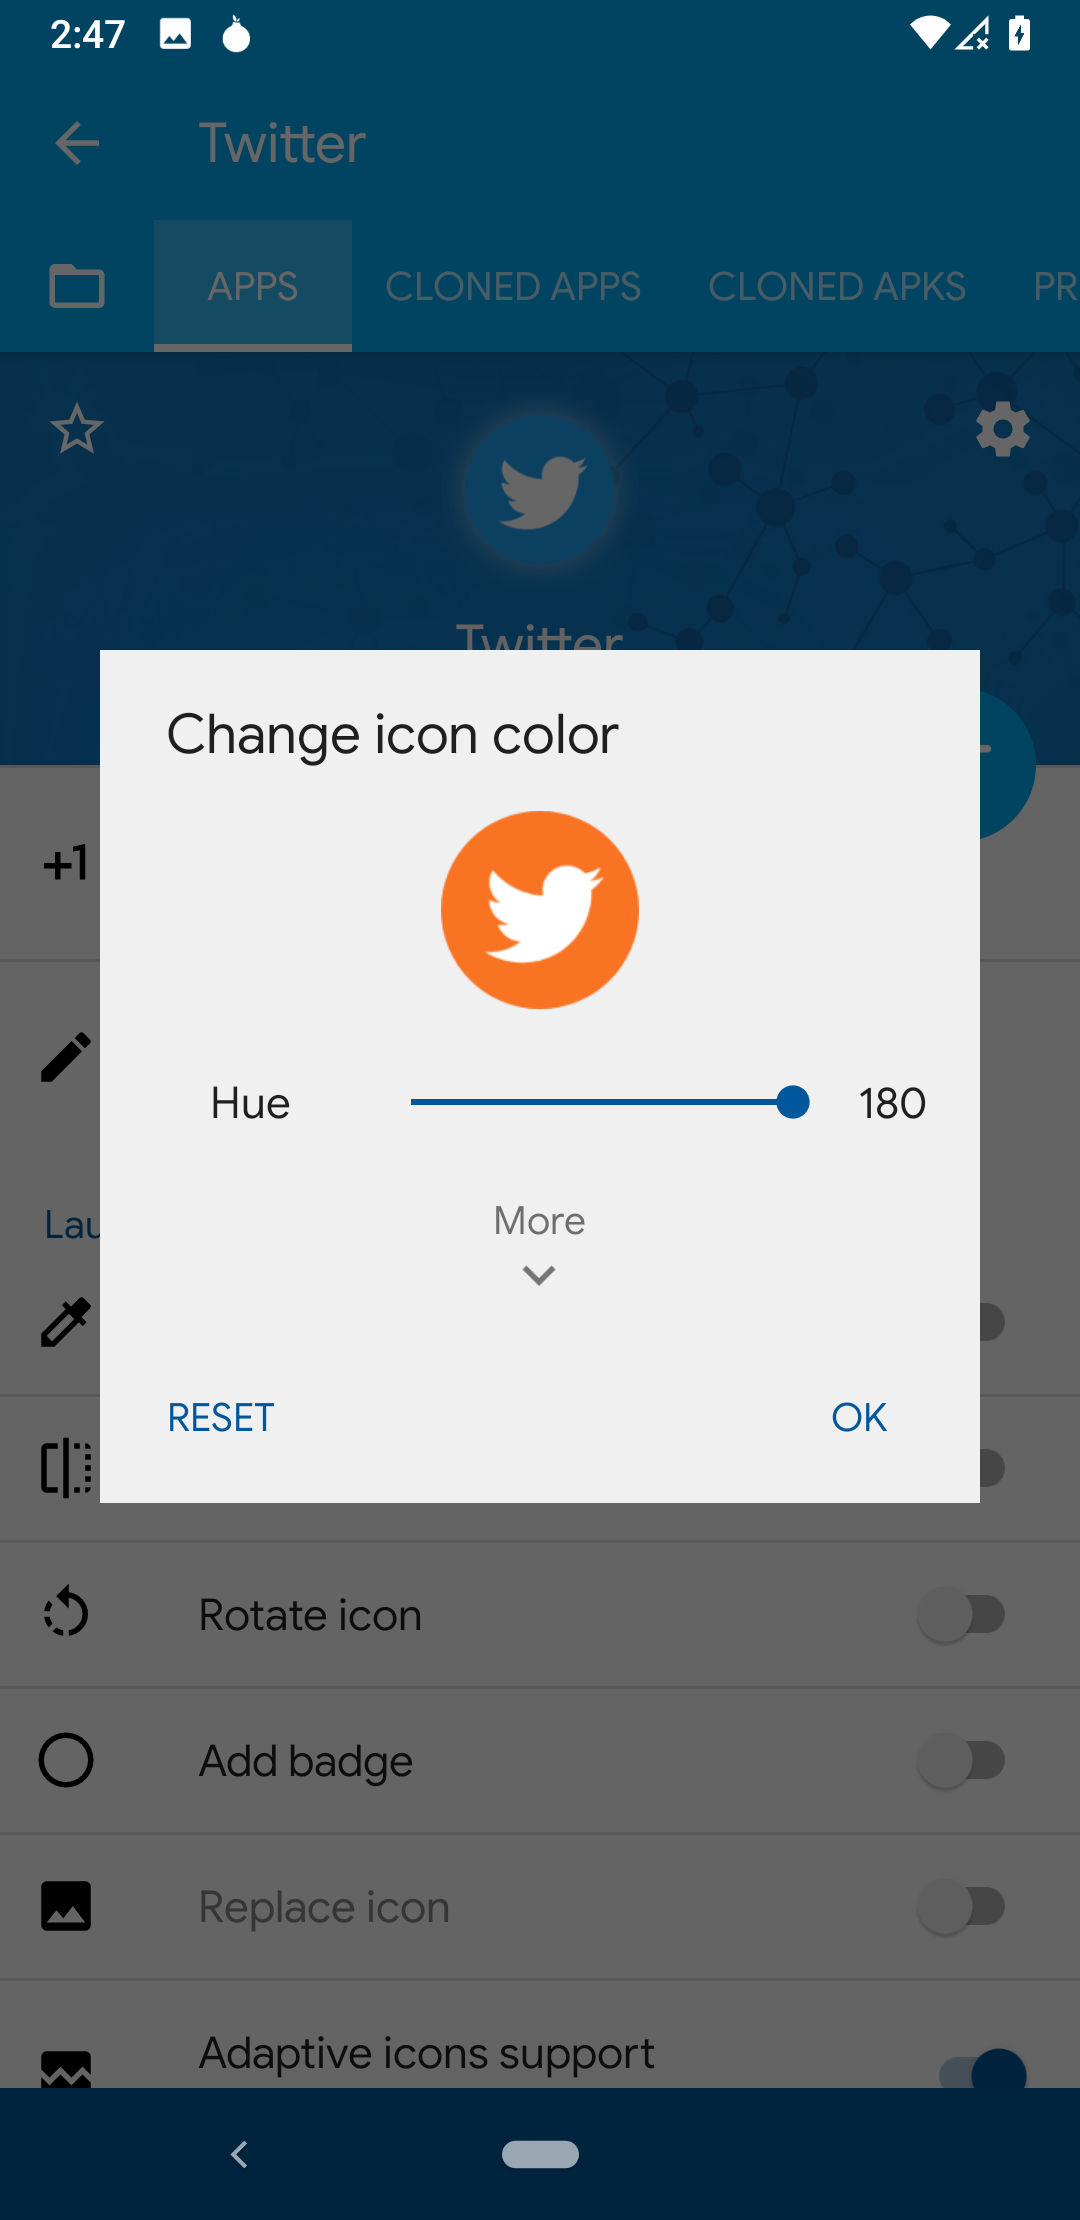 2:47
Twitter
APPS CLONED APPS CLONED APKS PR
Twitter
Change icon color
+1
Hue 180
More
Lau
RESET OK
Rotate icon
Add badge
Replace icon
Adaptive icons support